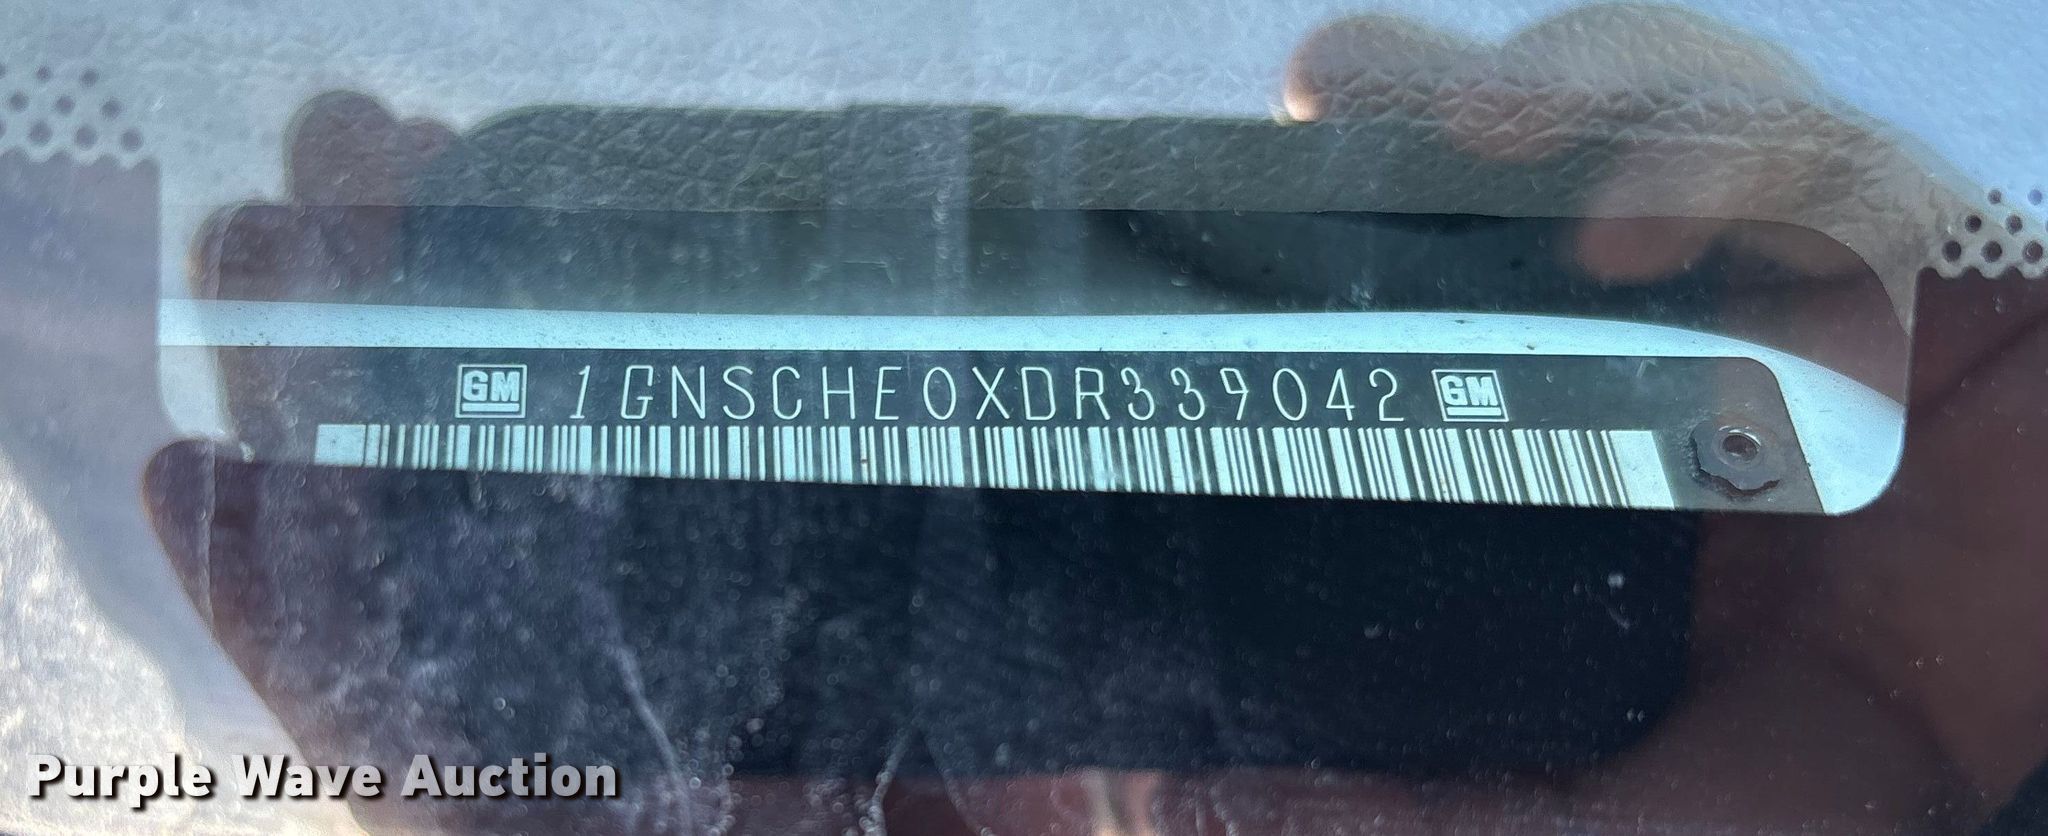 GM 1GNSCHE0XDR339042 GM
Purple Wave Auction